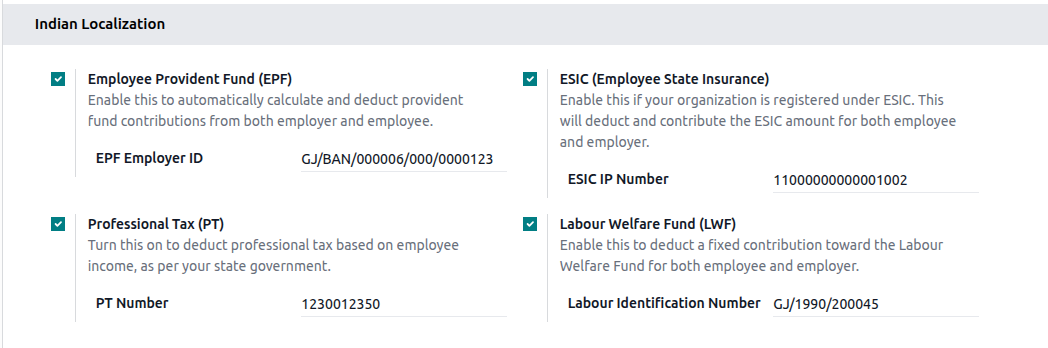 Indian Localization
Employee Provident Fund (EPF)
Enable this to automatically calculate and deduct provident
fund contributions from both employer and employee.
EPF Employer ID GJ/BAN/000006/000/0000123
ESIC (Employee State Insurance)
Enable this if your organization is registered under ESIC. This
will deduct and contribute the ESIC amount for both employee
and employer.
ESIC IP Number 11000000000001002
Professional Tax (PT)
Turn this on to deduct professional tax based on employee
income, as per your state government.
PT Number 1230012350
Labour Welfare Fund (LWF)
Enable this to deduct a fixed contribution toward the Labour
Welfare Fund for both employee and employer.
Labour Identification Number GJ/1990/200045